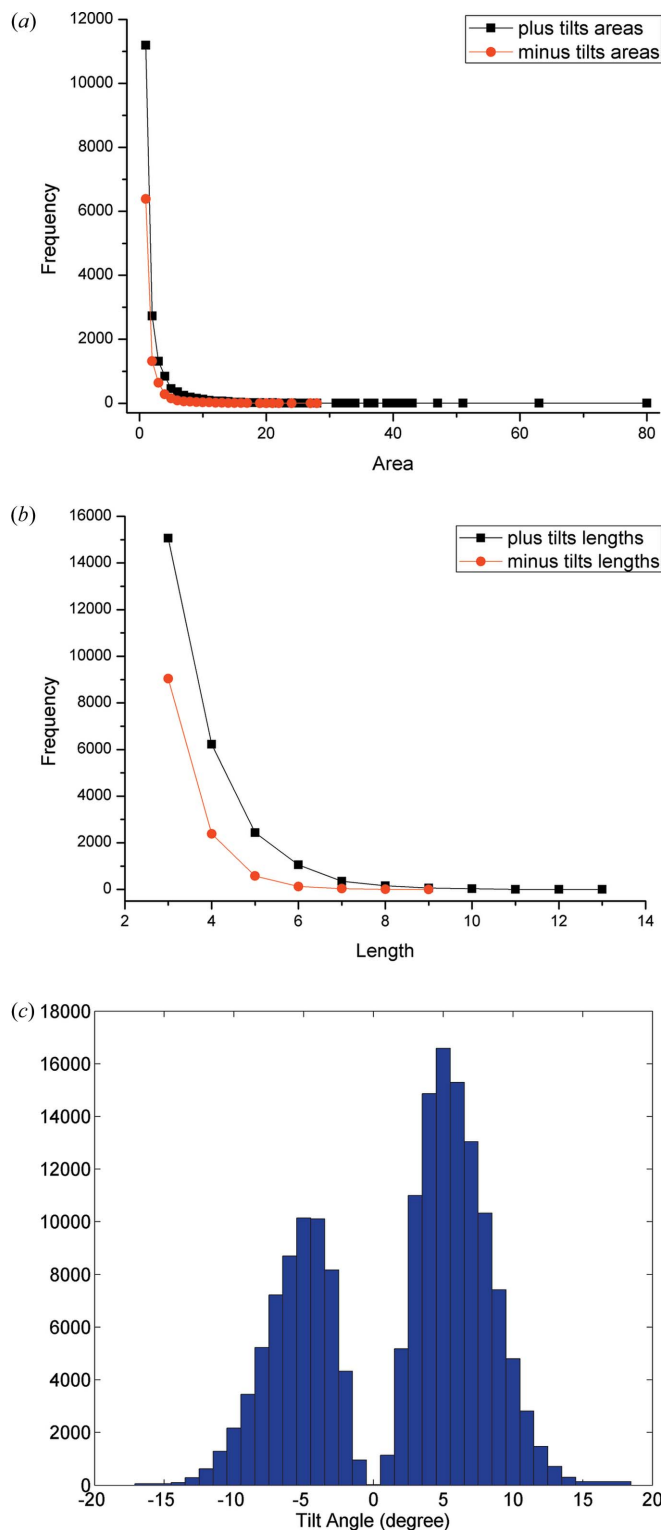 (a)
12000
10000
8000
6000
4000
2000
0
Frequency
plus tilts areas
minus tilts areas
0 20 40 60 80
Area
(b)
16000
14000
12000
10000
8000
6000
4000
2000
0
Frequency
plus tilts lengths
minus tilts lengths
2 4 6 8 10 12 14
Length
(c)
18000
16000
14000
12000
10000
8000
6000
4000
2000
0
-20 -15 -10 -5 0 5 10 15 20
Tilt Angle (degree)